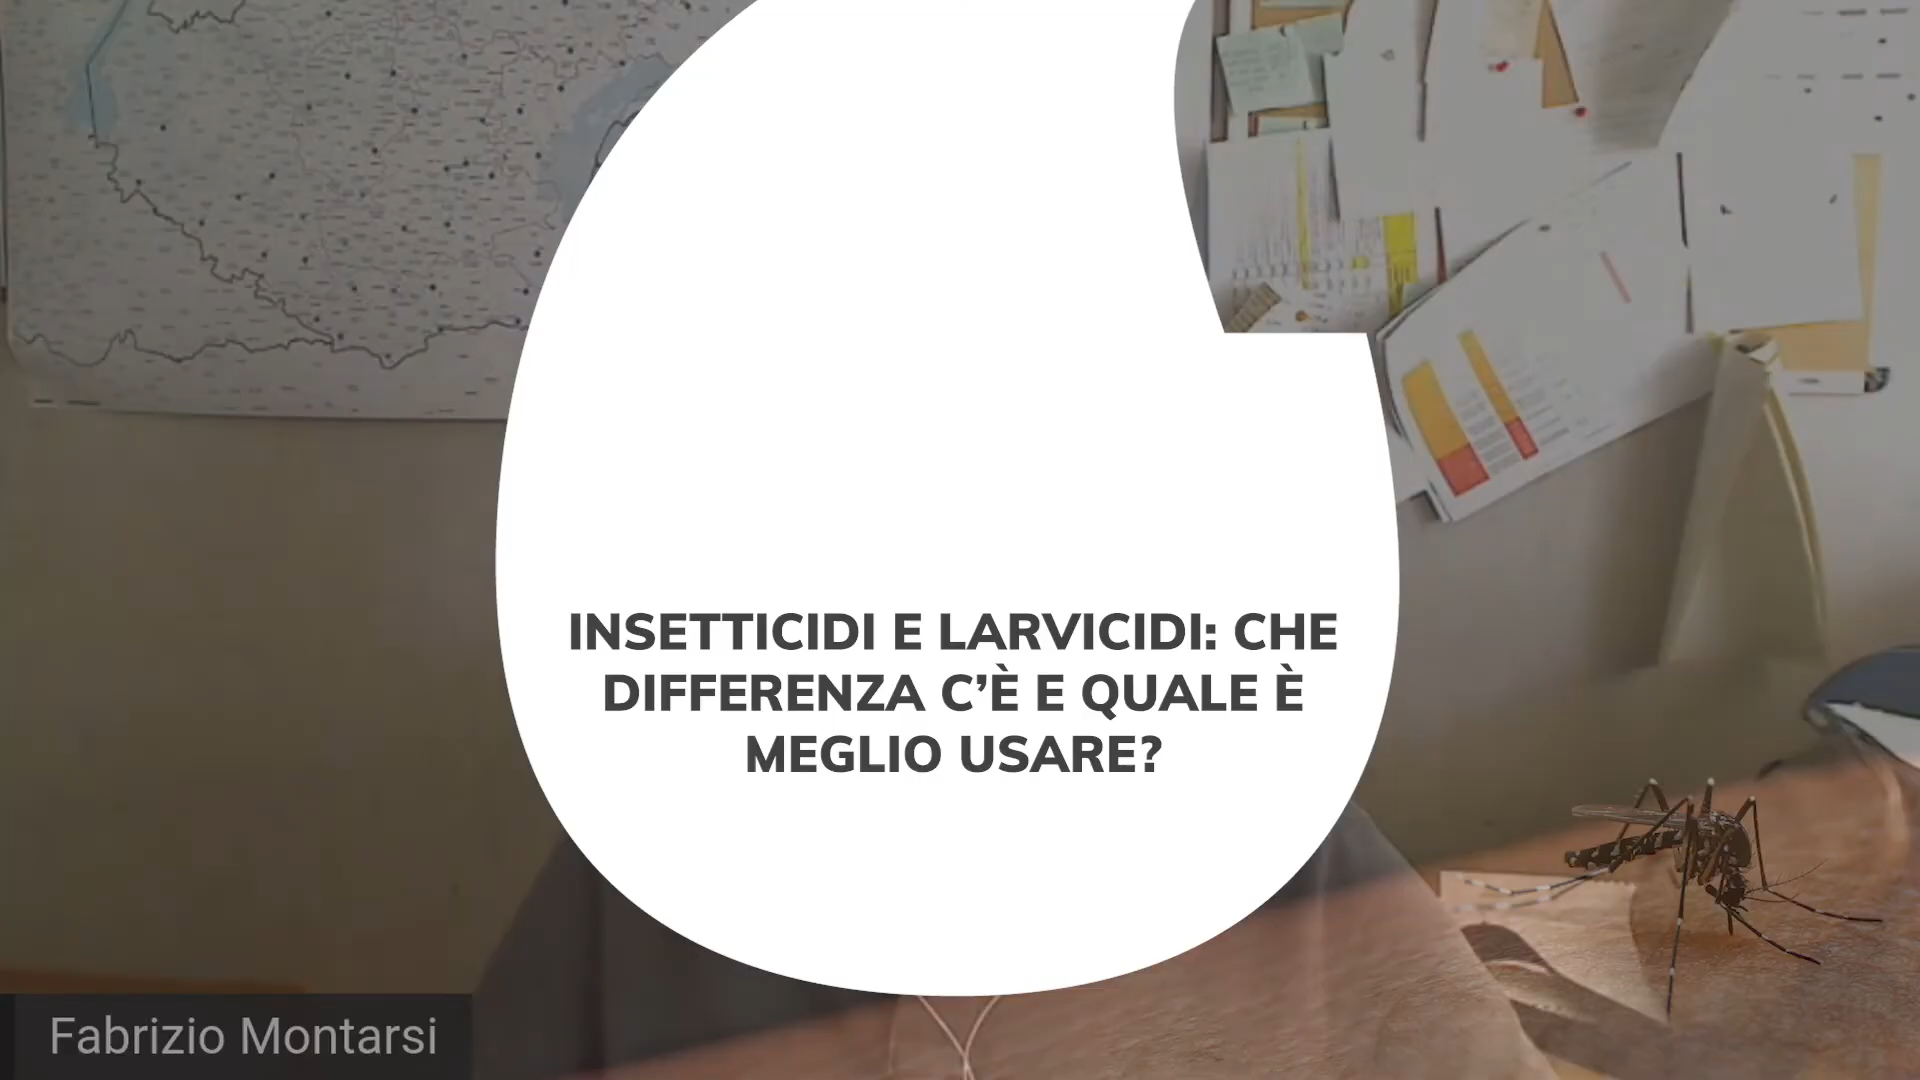 INSETTICIDI E LARVICIDI: CHE
DIFFERENZA C’È E QUALE È
MEGLIO USARE?
Fabrizio Montarsi